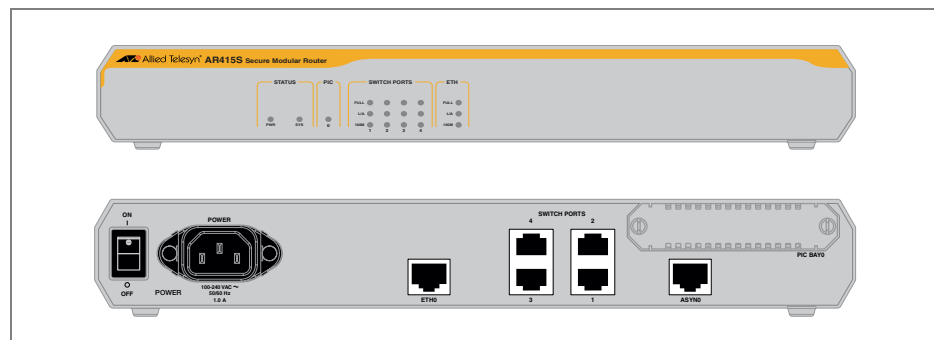 Allied Telesyn® AR415S Secure Modular Router
STATUS PIC SWITCH PORTS ETH
FULL FULL
L/A L/A
PWR SYS 0 100M 100M
1 2 3 4
ON
I
OFF
POWER
POWER
100-240 VAC ~
50/60 Hz
1.0 A
ETH0
SWITCH PORTS
4 2
3 1
ASYN0
PIC BAY0